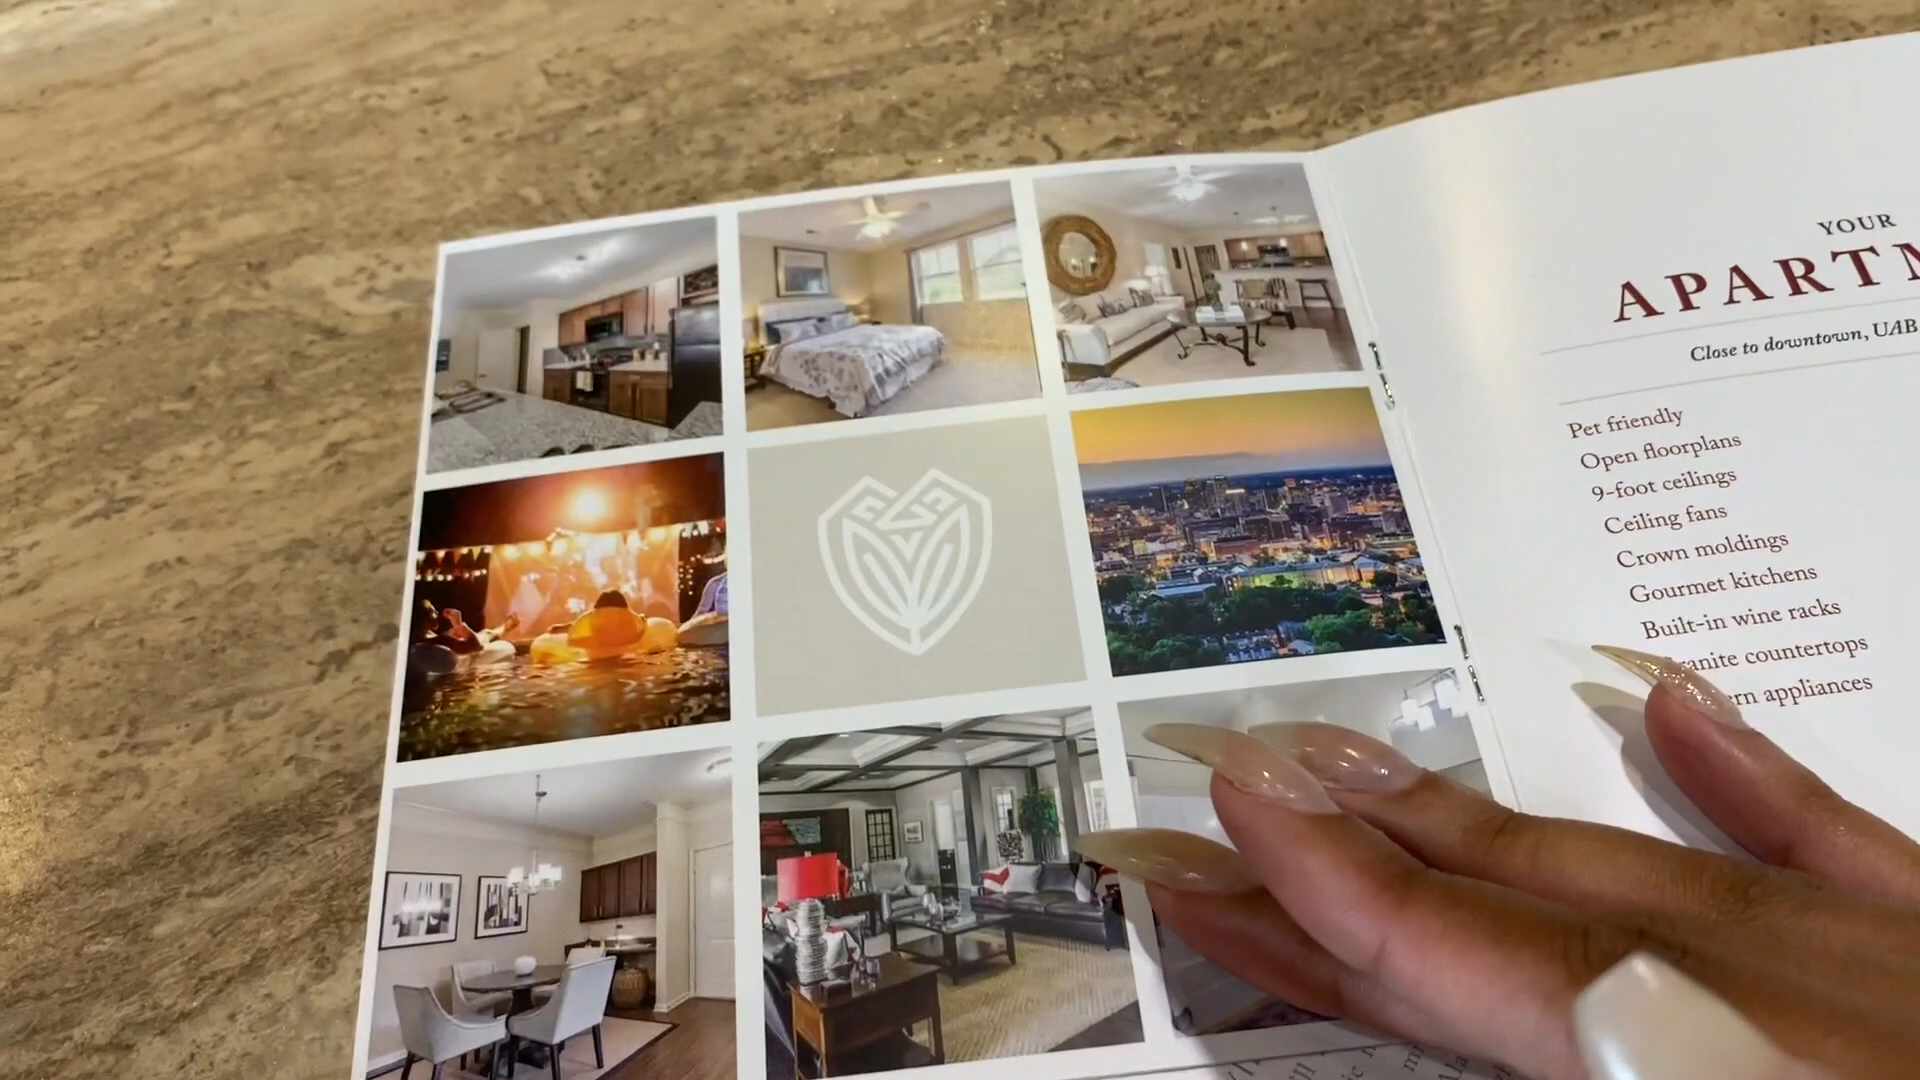 YOUR
Close to downtown, UAB
Pet friendly
Open floorplans
9-foot ceilings
Ceiling fans
Crown moldings
Gourmet kitchens
Built-in wine racks
countertops
appliances